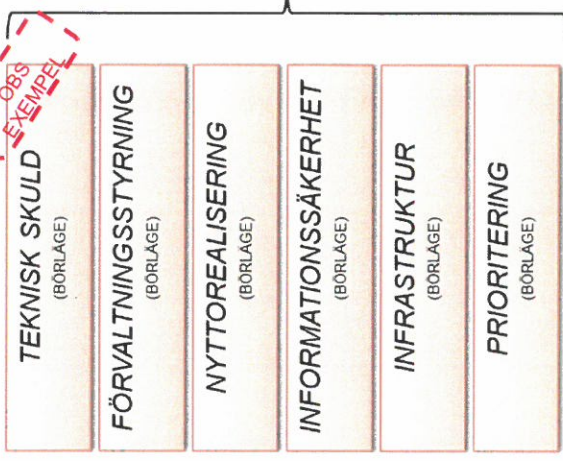 OBS
EXEMPEL
TEKNISK SKULD
(BÖRLÄGE)
FÖRVALTNINGSSTYRNING
(BÖRLÄGE)
NYTTOREALISERING
(BÖRLÄGE)
INFORMATIONSSÄKERHET
(BÖRLÄGE)
INFRASTRUKTUR
(BÖRLÄGE)
PRIORITERING
(BÖRLÄGE)